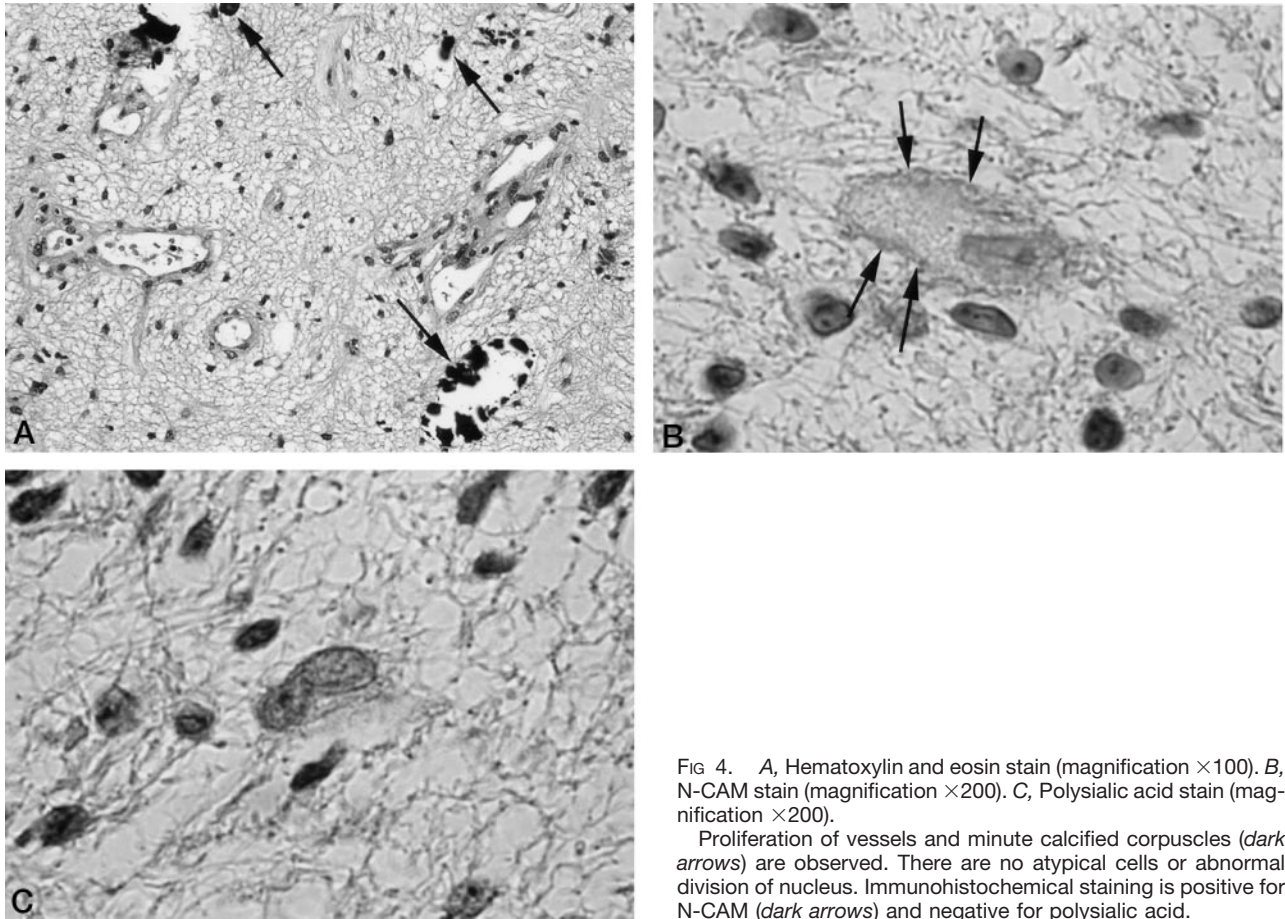 A
B
C
FIG 4. A, Hematoxylin and eosin stain (magnification ×100). B,
N-CAM stain (magnification ×200). C, Polysialic acid stain (mag-
nification ×200).
Proliferation of vessels and minute calcified corpuscles (dark
arrows) are observed. There are no atypical cells or abnormal
division of nucleus. Immunohistochemical staining is positive for
N-CAM (dark arrows) and negative for polysialic acid.